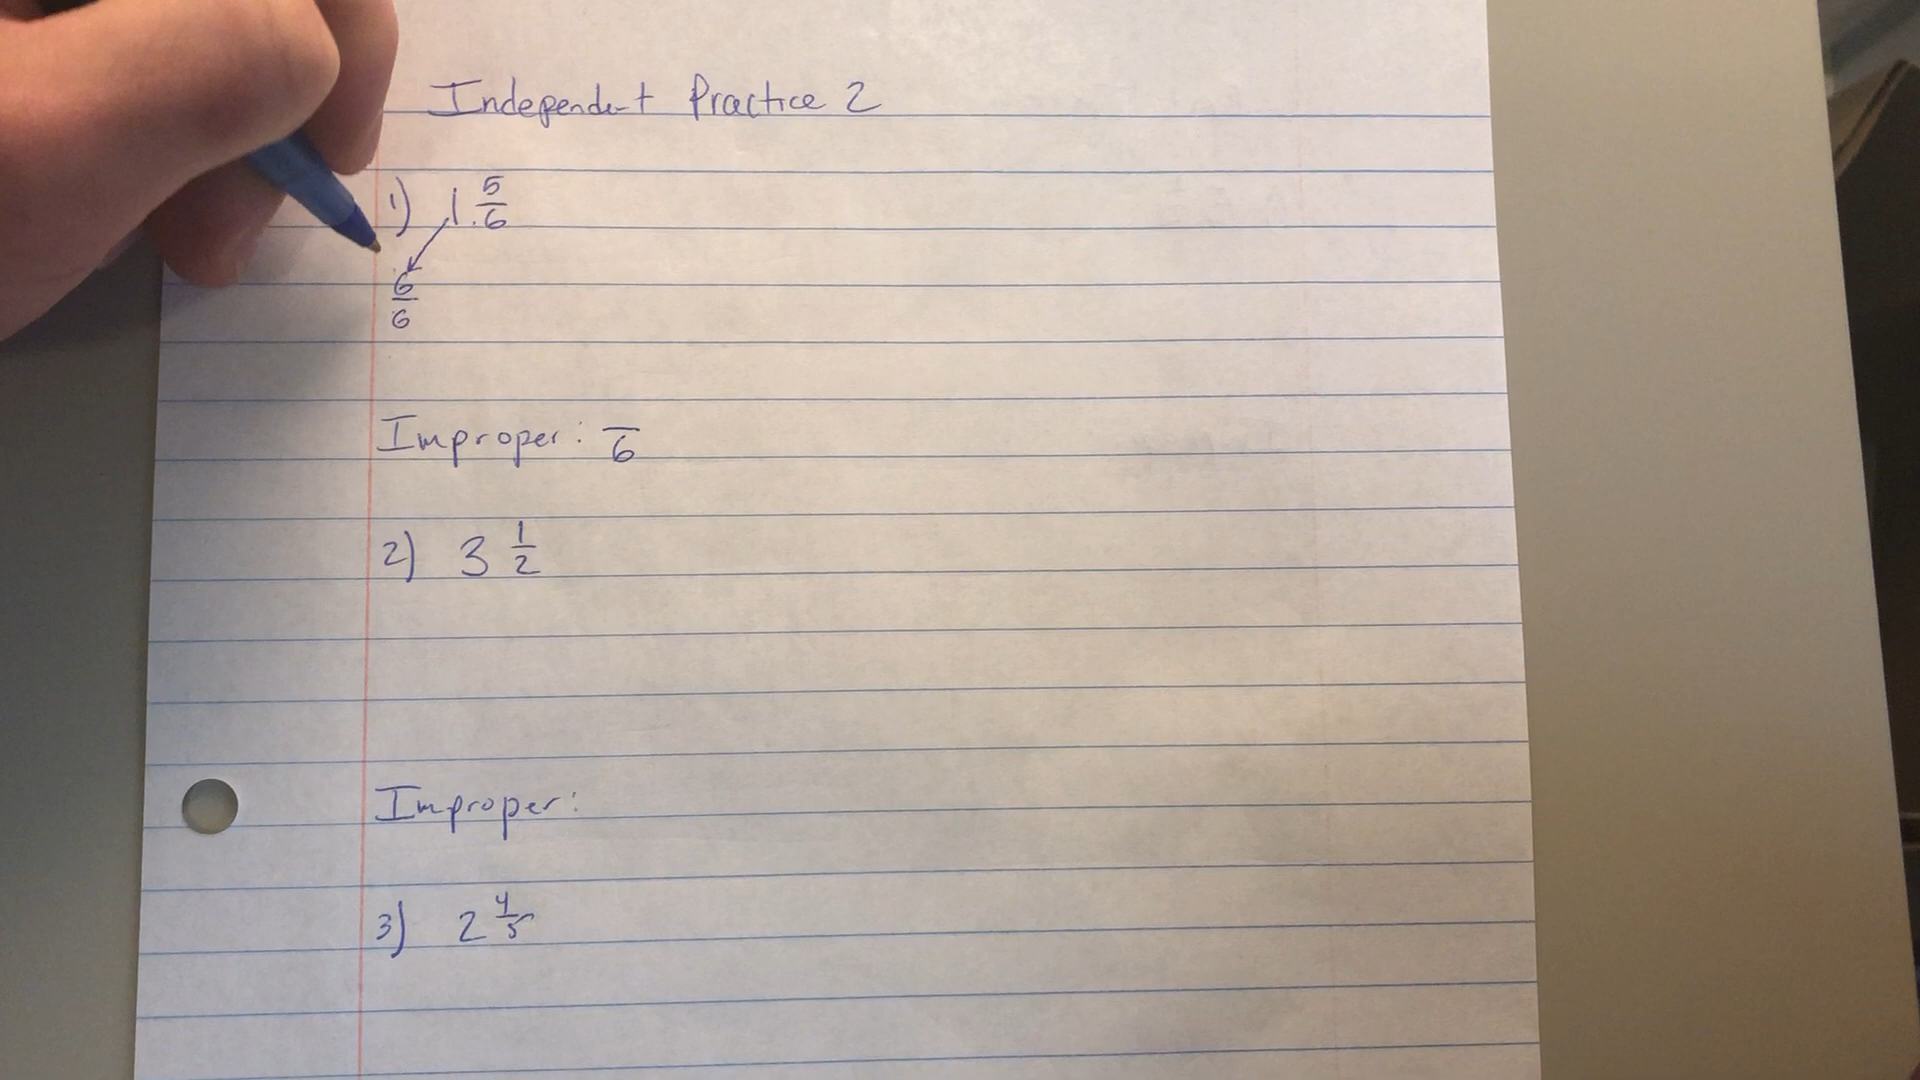 Independent Practice 2
1) 1 5/6
6/6
Improper: /6
2) 3 1/2
Improper:
3) 2 4/5